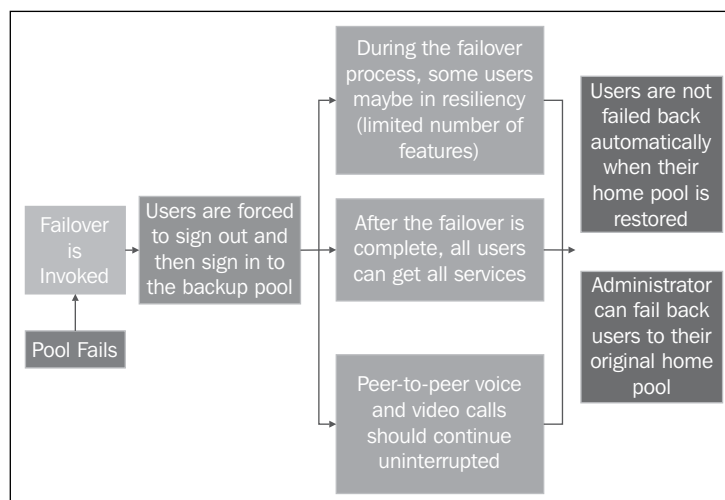 Pool Fails
Failover
is
Invoked
Users are forced
to sign out and
then sign in to
the backup pool
During the failover
process, some users
maybe in resiliency
(limited number of
features)
After the failover is
complete, all users
can get all services
Peer-to-peer voice
and video calls
should continue
uninterrupted
Users are not
failed back
automatically
when their
home pool is
restored
Administrator
can fail back
users to their
original home
pool